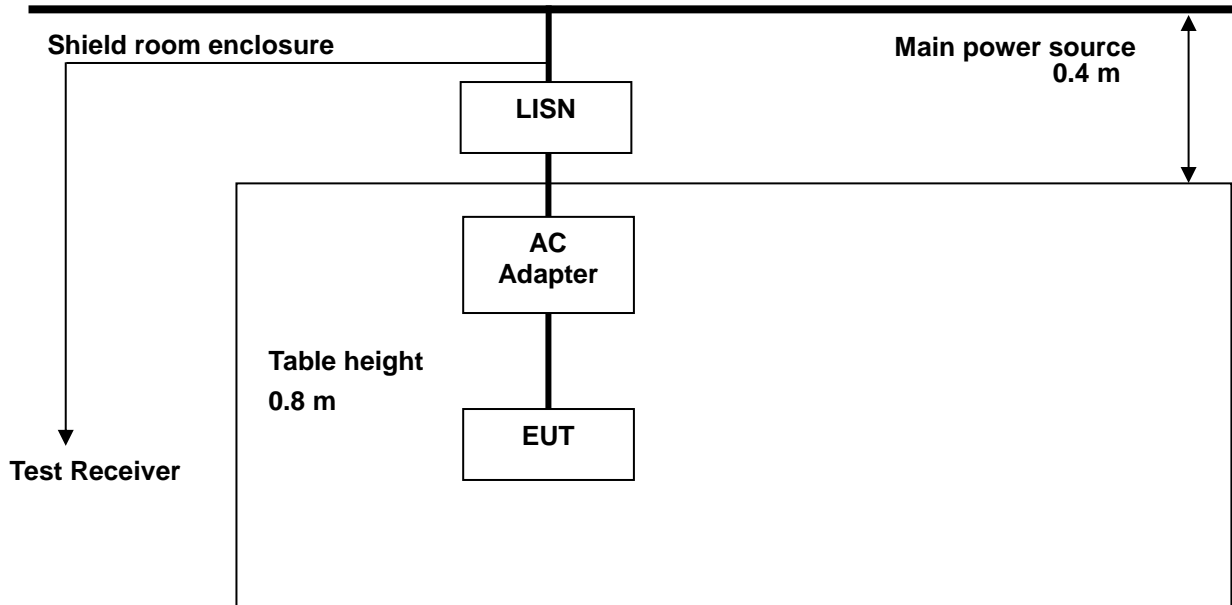 Shield room enclosure
Main power source
0.4 m
LISN
AC
Adapter
Table height
0.8 m
EUT
Test Receiver